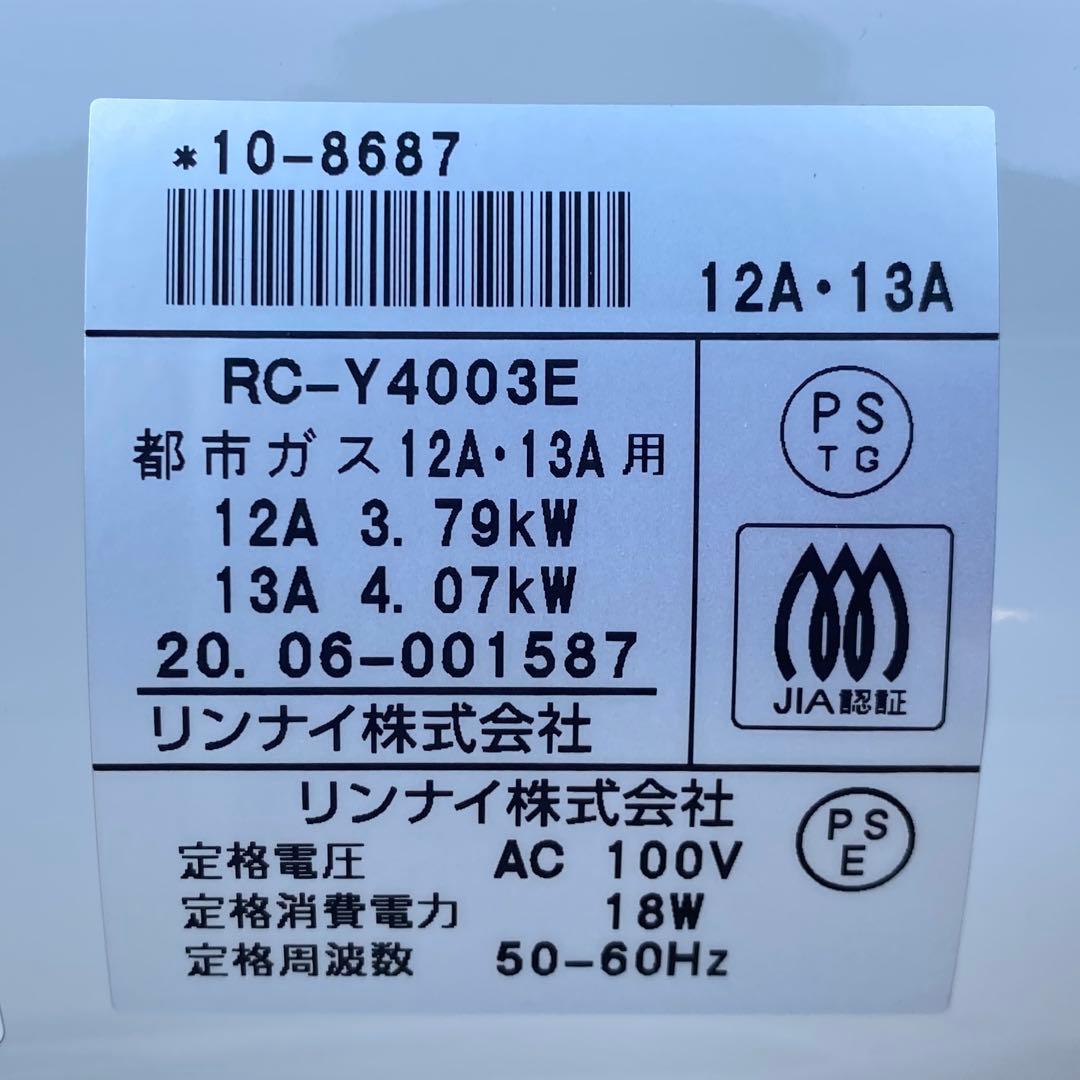 *10-8687
12A・13A
RC-Y4003E
都市ガス12A・13A用
12A 3.79kW
13A 4.07kW
20.06-001587
リンナイ株式会社
PS
TG
JIA認証
リンナイ株式会社
定格電圧 AC 100V
定格消費電力 18W
定格周波数 50-60Hz
PS
E